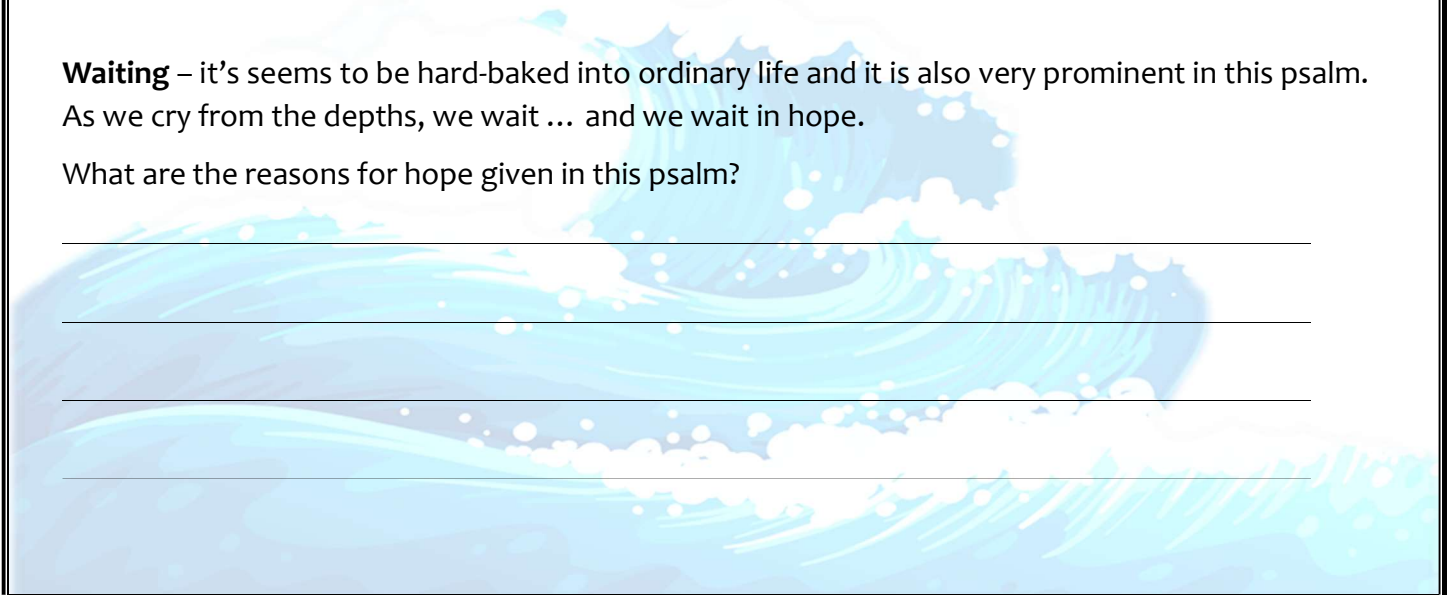 Waiting – it’s seems to be hard-baked into ordinary life and it is also very prominent in this psalm.
As we cry from the depths, we wait … and we wait in hope.
What are the reasons for hope given in this psalm?